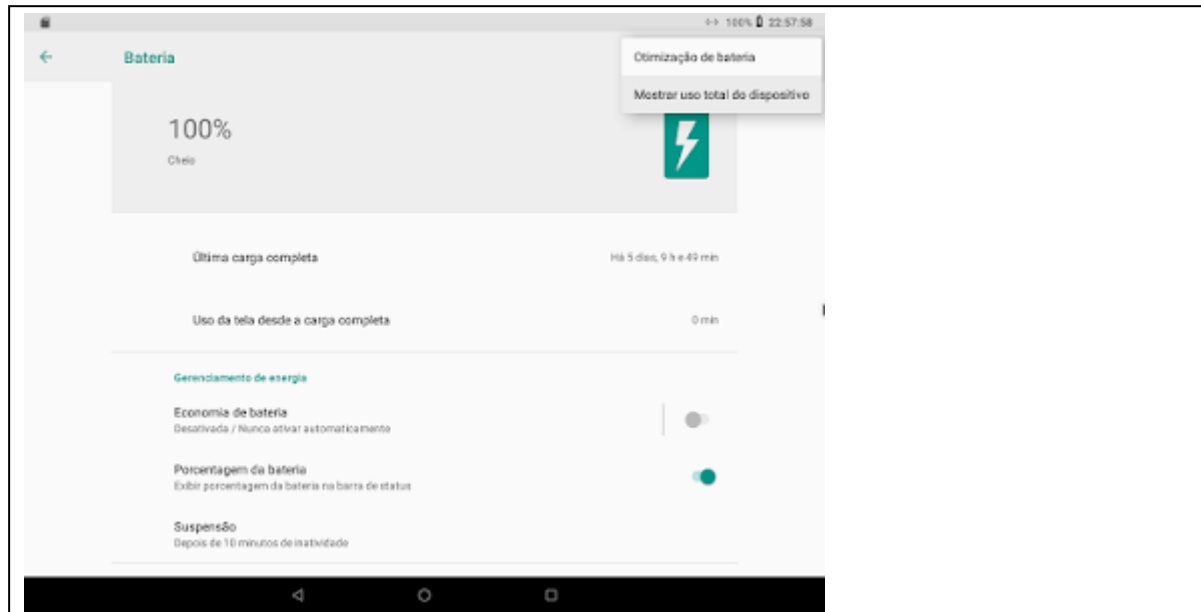 100% 22:57:58
Bateria
Otimização de bateria
Mostrar uso total do dispositivo
100%
Cheio
Última carga completa
Há 5 dias, 9 h e 49 min
Uso da tela desde a carga completa
0 min
Gerenciamento de energia
Economia de bateria
Desativada / Nunca ativar automaticamente
Porcentagem da bateria
Exibir porcentagem da bateria na barra de status
Suspensão
Depois de 10 minutos de inatividade